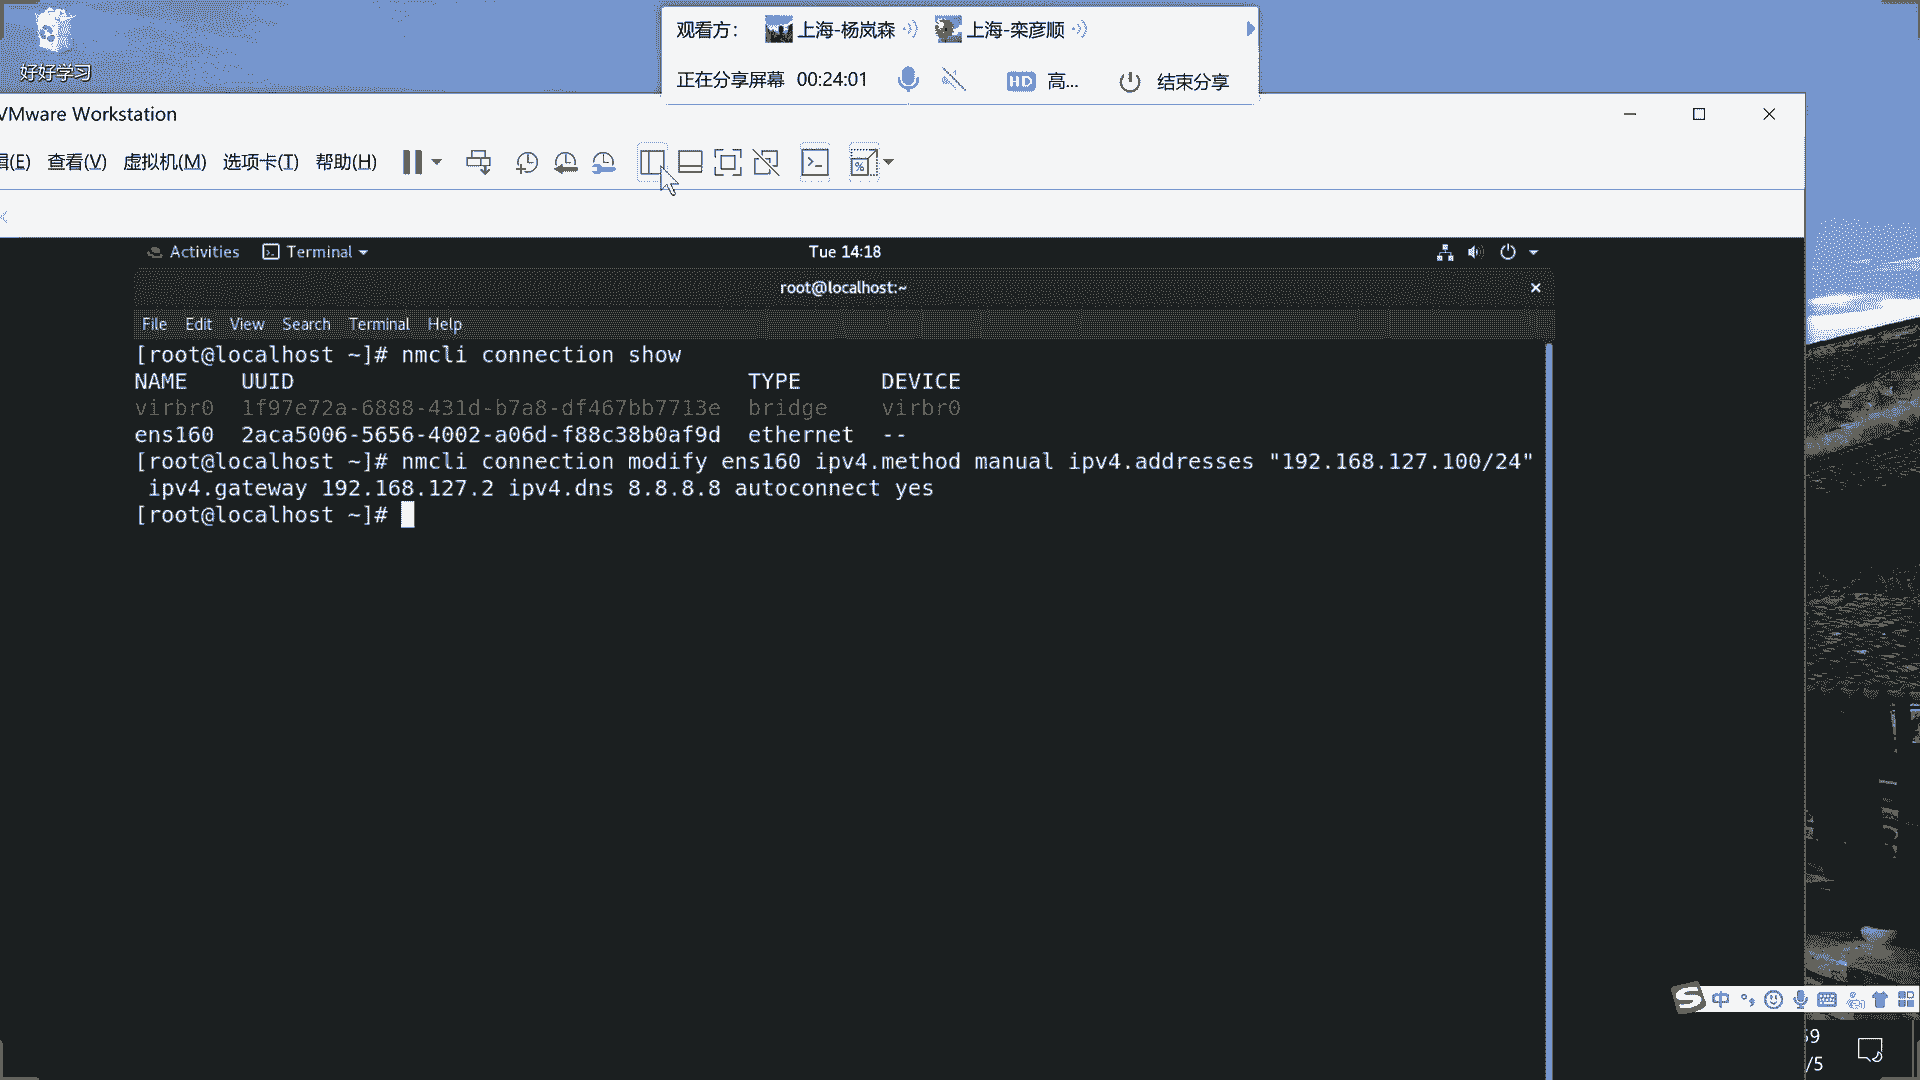 好好学习
观看方： 上海-杨岚森 上海-栾彦顺
正在分享屏幕 00:24:01 HD 高... 结束分享
VMware Workstation
辑(E) 查看(V) 虚拟机(M) 选项卡(T) 帮助(H)
Activities Terminal Tue 14:18
root@localhost:~
File Edit View Search Terminal Help
[root@localhost ~]# nmcli connection show
NAME UUID TYPE DEVICE
virbr0 1f97e72a-6888-431d-b7a8-df467bb7713e bridge virbr0
ens160 2aca5006-5656-4002-a06d-f88c38b0af9d ethernet --
[root@localhost ~]# nmcli connection modify ens160 ipv4.method manual ipv4.addresses "192.168.127.100/24"
ipv4.gateway 192.168.127.2 ipv4.dns 8.8.8.8 autoconnect yes
[root@localhost ~]#
中
59
/5